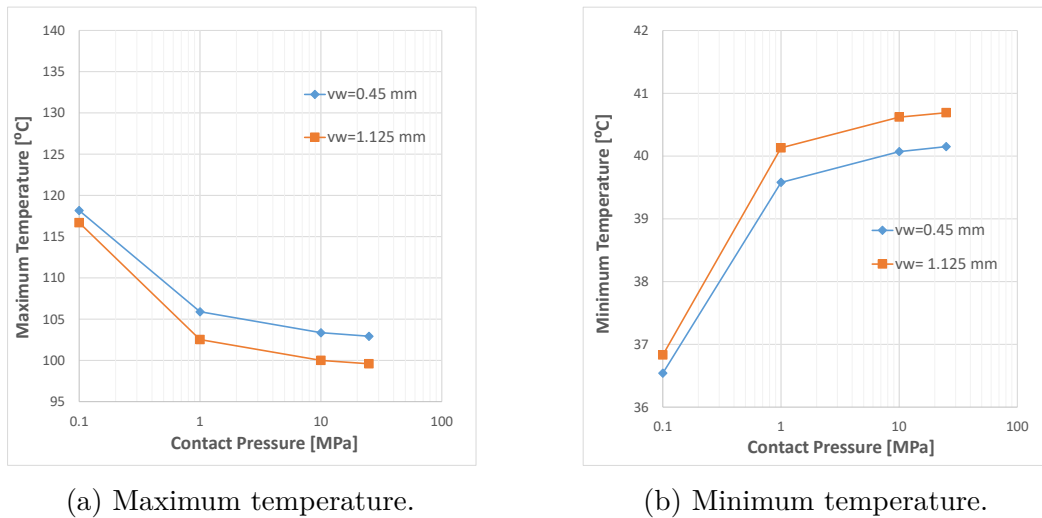 140
135
130
125
120
115
110
105
100
95
0.1
1
10
100
Maximum Temperature [⁰C]
Contact Pressure [MPa]
vw=0.45 mm
vw=1.125 mm
(a) Maximum temperature.
42
41
40
39
38
37
36
0.1
1
10
100
Minimum Temperature [⁰C]
Contact Pressure [MPa]
vw=0.45 mm
vw= 1.125 mm
(b) Minimum temperature.